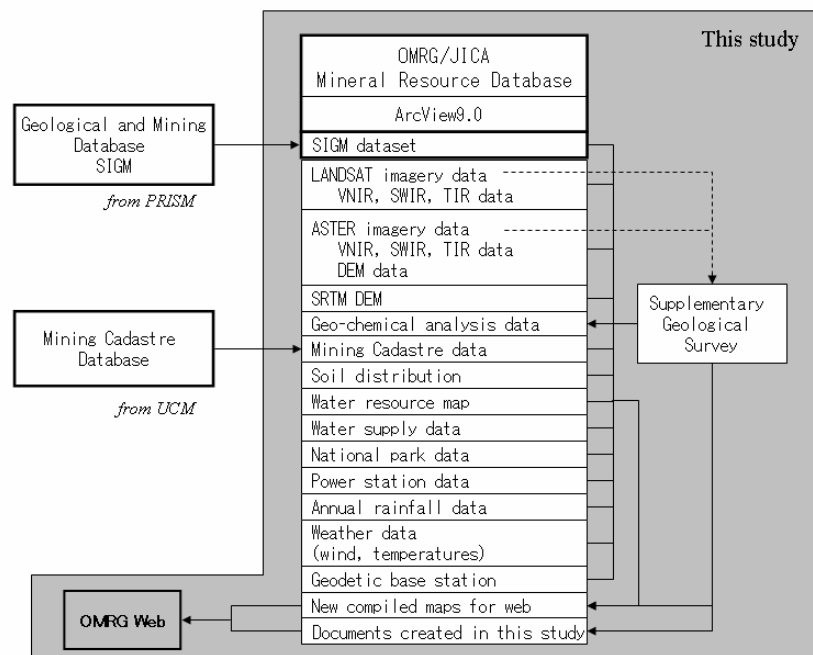 This study
OMRG/JICA
Mineral Resource Database
ArcView9.0
Geological and Mining
Database
SIGM
from PRISM
SIGM dataset
LANDSAT imagery data
VNIR, SWIR, TIR data
ASTER imagery data
VNIR, SWIR, TIR data
DEM data
SRTM DEM
Geo-chemical analysis data
Supplementary
Geological
Survey
Mining Cadastre
Database
from UCM
Mining Cadastre data
Soil distribution
Water resource map
Water supply data
National park data
Power station data
Annual rainfall data
Weather data
(wind, temperatures)
Geodetic base station
New compiled maps for web
Documents created in this study
OMRG Web